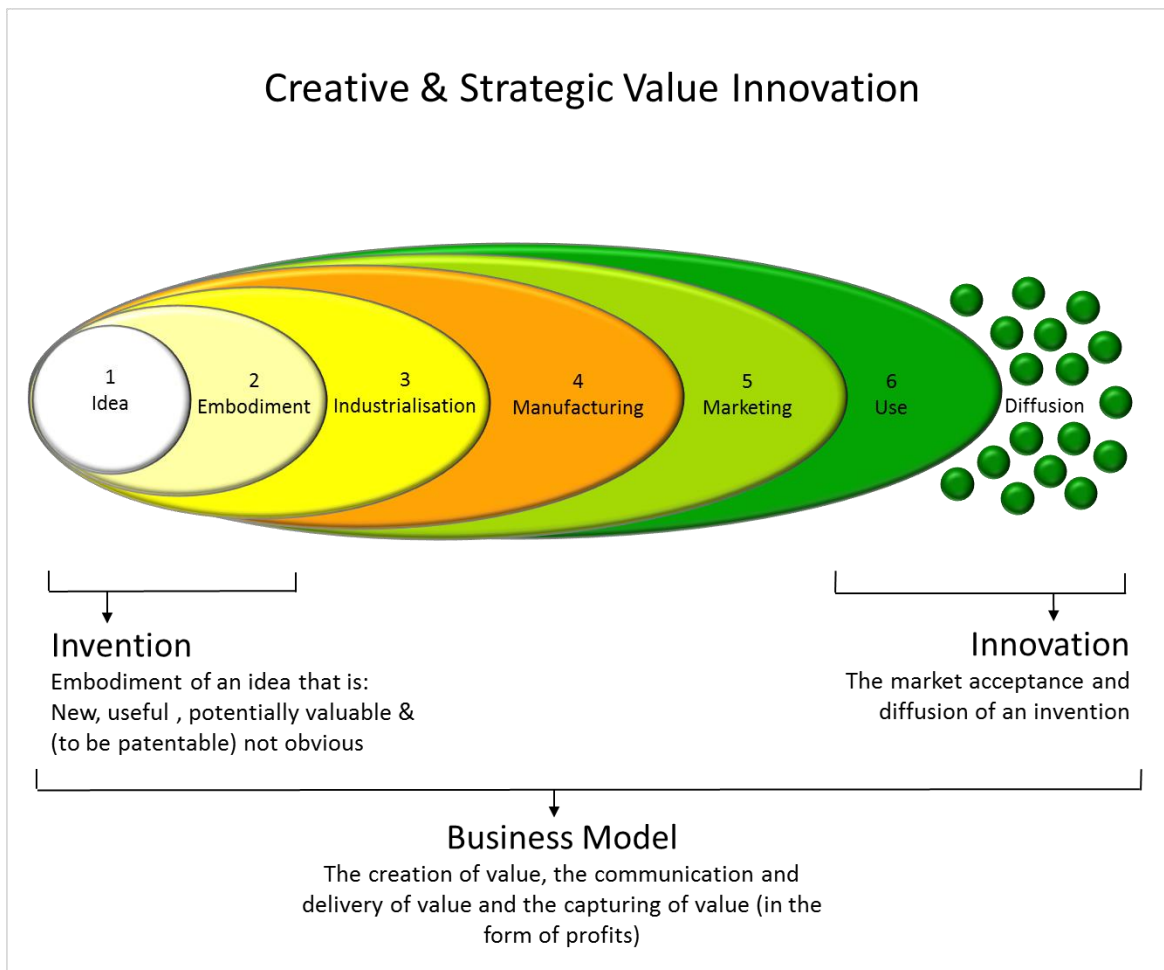 Creative & Strategic Value Innovation
1
Idea
2
Embodiment
3
Industrialisation
4
Manufacturing
5
Marketing
6
Use
Diffusion
Invention
Embodiment of an idea that is:
New, useful , potentially valuable &
(to be patentable) not obvious
Innovation
The market acceptance and
diffusion of an invention
Business Model
The creation of value, the communication and
delivery of value and the capturing of value (in the
form of profits)